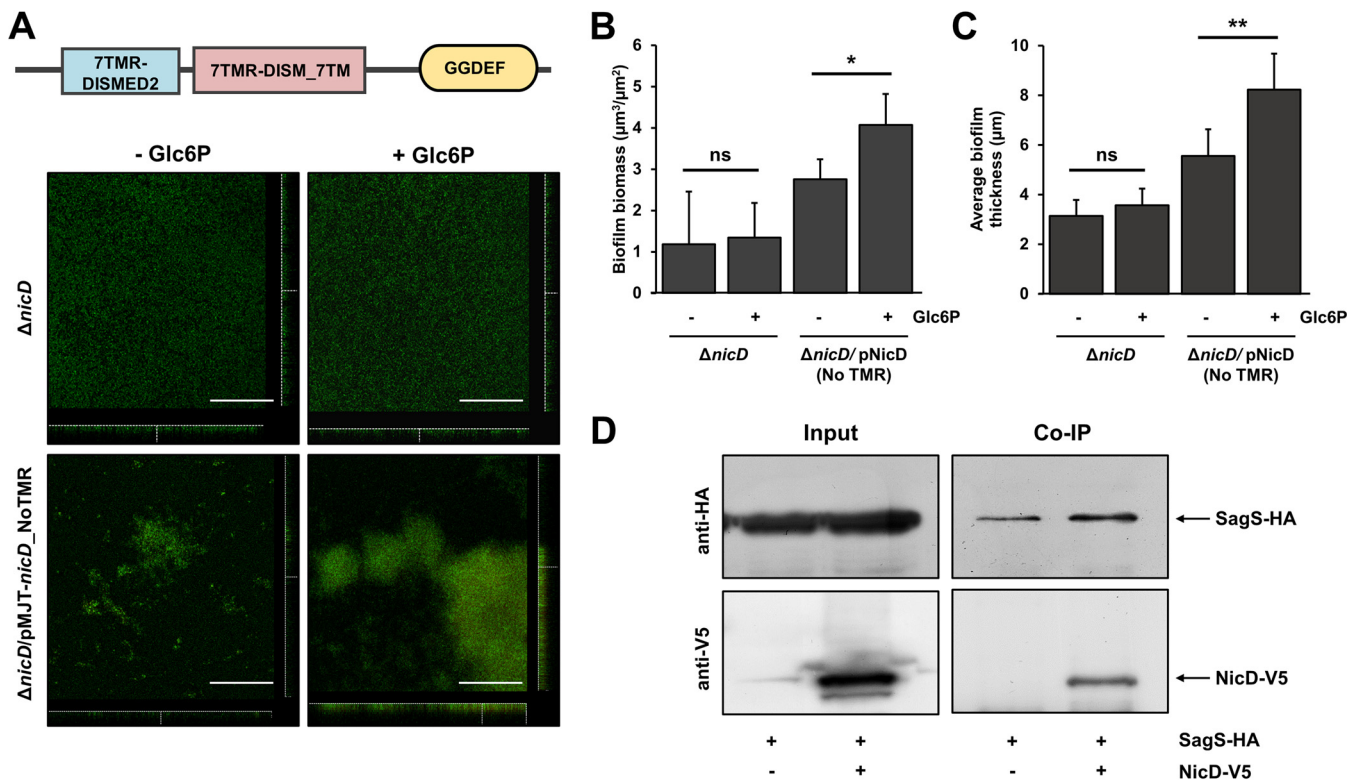 A
7TMR-
DISMED2
7TMR-DISM_7TM
GGDEF
- Glc6P
+ Glc6P
ΔnicD
ΔnicD/pMJT-nicD_NoTMR
B
Biofilm biomass (µm³/µm²)
6
5
4
3
2
1
0
ns
*
- + - + Glc6P
ΔnicD
ΔnicD/ pNicD
(No TMR)
C
Average biofilm
thickness (µm)
10
8
6
4
2
0
ns
**
- + - + Glc6P
ΔnicD
ΔnicD/ pNicD
(No TMR)
D
Input
Co-IP
anti-HA
SagS-HA
anti-V5
NicD-V5
+ + + + SagS-HA
- + - + NicD-V5